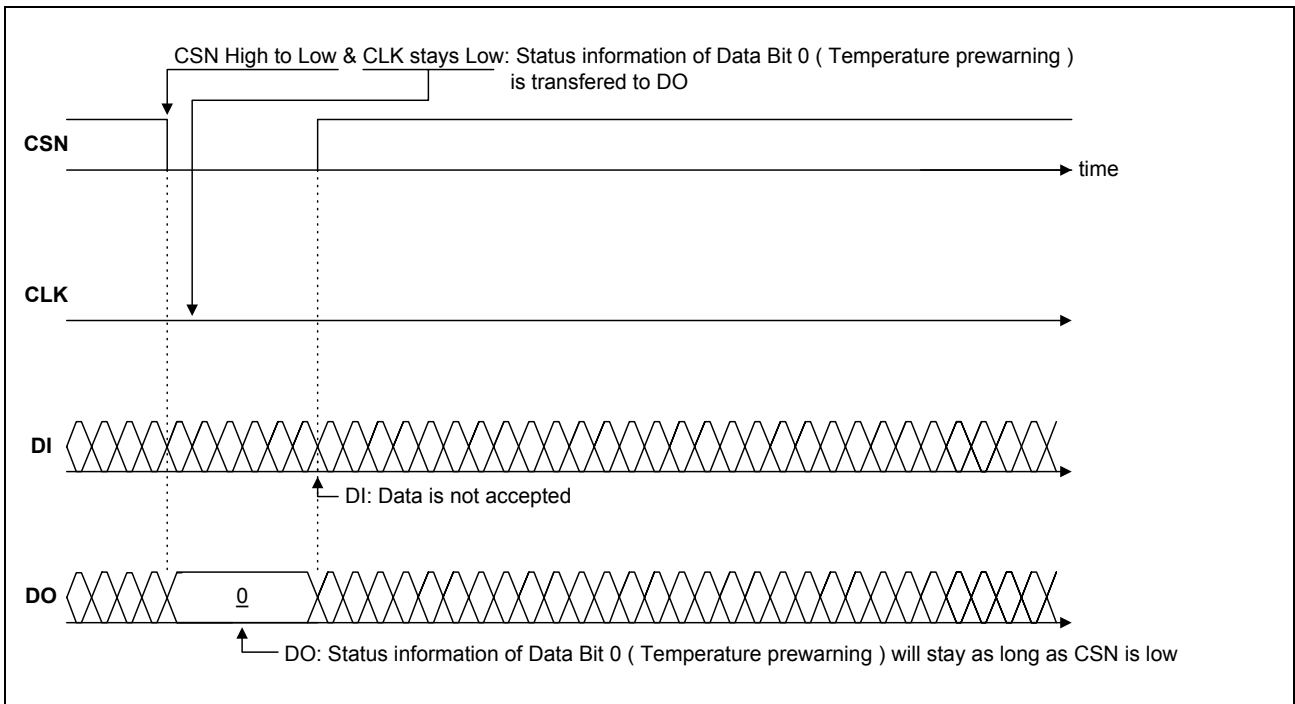 CSN High to Low & CLK stays Low: Status information of Data Bit 0 ( Temperature prewarning )
is transfered to DO
CSN
time
CLK
DI
DI: Data is not accepted
DO
0
DO: Status information of Data Bit 0 ( Temperature prewarning ) will stay as long as CSN is low